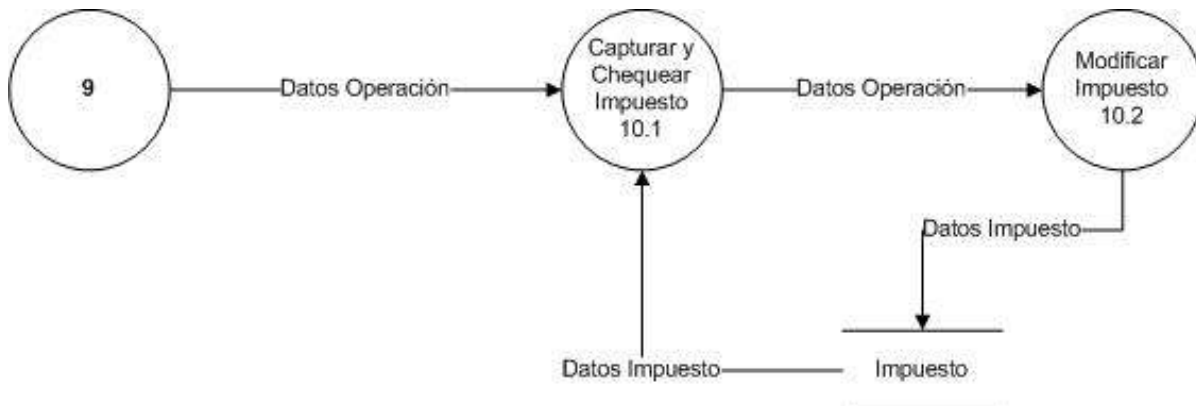 9
Datos Operación
Capturar y
Chequear
Impuesto
10.1
Datos Operación
Modificar
Impuesto
10.2
Datos Impuesto
Datos Impuesto
Impuesto